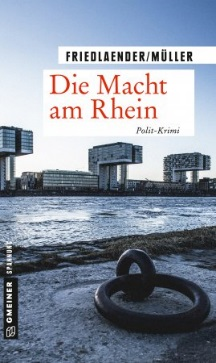 FRIEDLAENDER/MÜLLER
Die Macht
am Rhein
Polit-Krimi
SPANNUNG
GMEINER